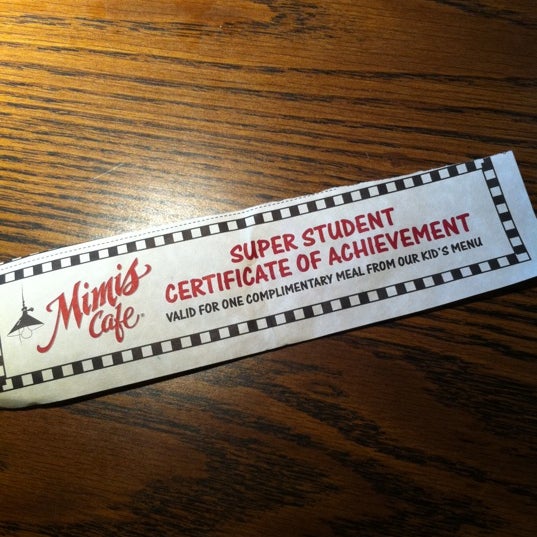 Mimis
Cafe®
SUPER STUDENT
CERTIFICATE OF ACHIEVEMENT
VALID FOR ONE COMPLIMENTARY MEAL FROM OUR KID'S MENU